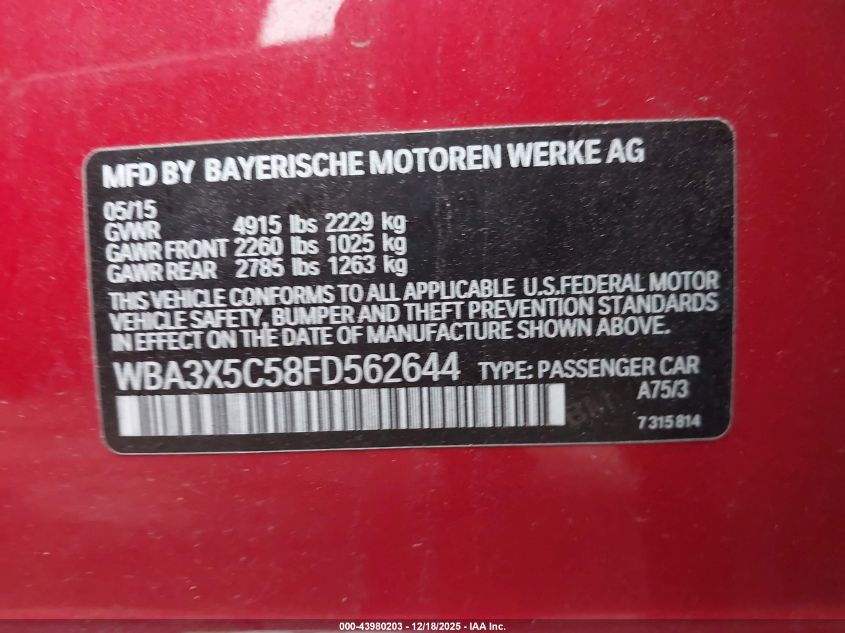 MFD BY BAYERISCHE MOTOREN WERKE AG
05/15
GVWR 4915 lbs 2229 kg
GAWR FRONT 2260 lbs 1025 kg
GAWR REAR 2785 lbs 1263 kg
THIS VEHICLE CONFORMS TO ALL APPLICABLE U.S.FEDERAL MOTOR
VEHICLE SAFETY, BUMPER AND THEFT PREVENTION STANDARDS
IN EFFECT ON THE DATE OF MANUFACTURE SHOWN ABOVE.
WBA3X5C58FD562644 TYPE: PASSENGER CAR
A75/3
7 315 814
000-43980203 - 12/18/2025 - IAA Inc.